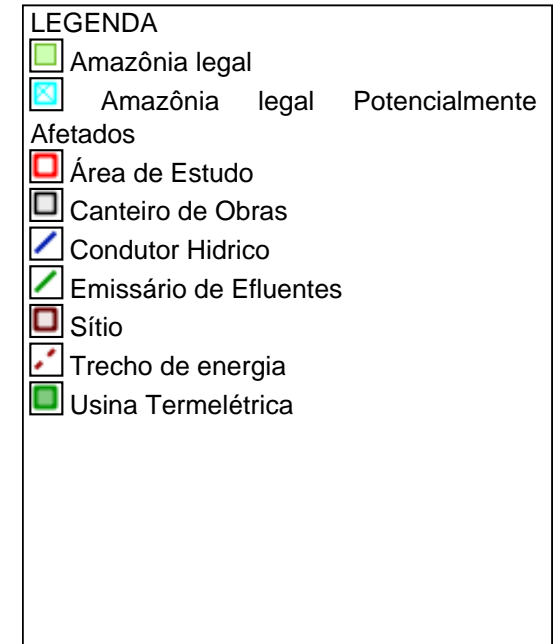 LEGENDA
Amazônia legal
Amazônia legal Potencialmente
Afetados
Área de Estudo
Canteiro de Obras
Condutor Hidrico
Emissário de Efluentes
Sítio
Trecho de energia
Usina Termelétrica